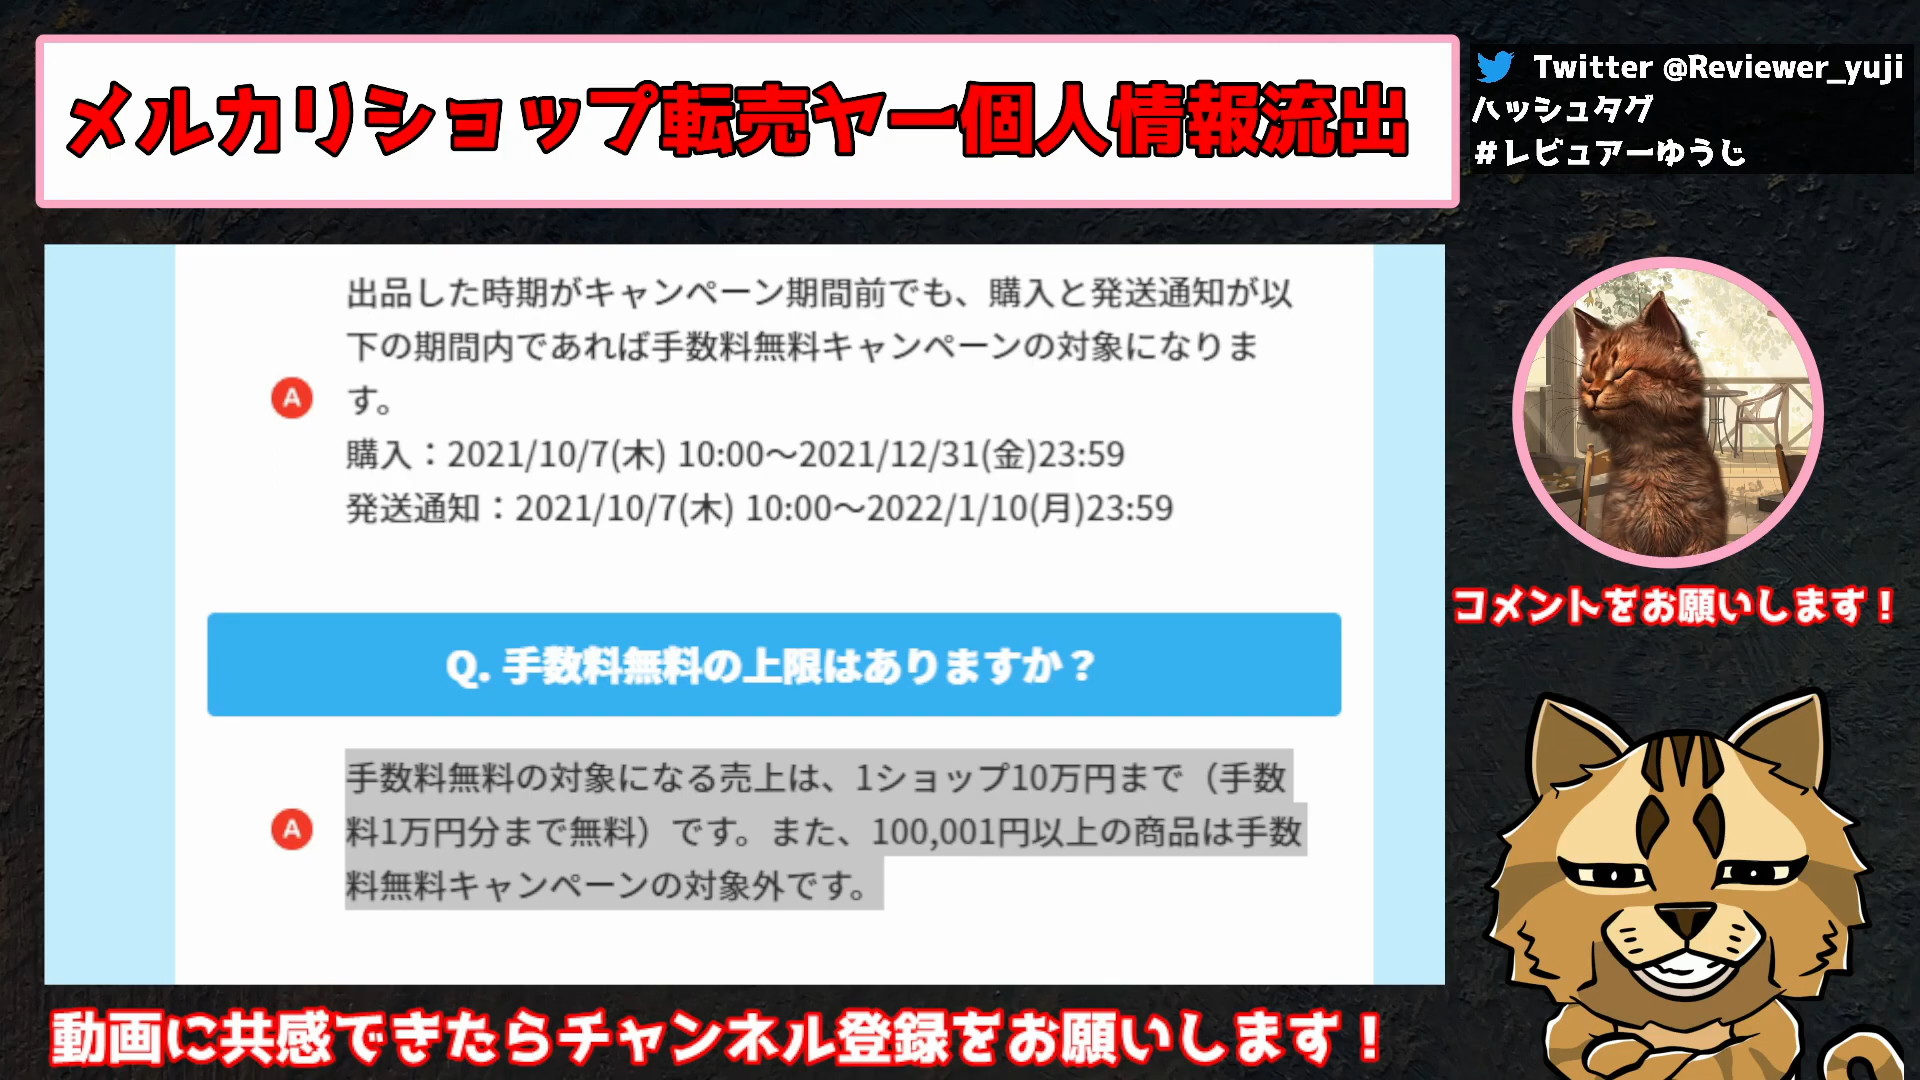 メルカリショップ転売ヤー個人情報流出
Twitter @Reviewer_yuji
ハッシュタグ
#レビュアーゆうじ
出品した時期がキャンペーン期間前でも、購入と発送通知が以
下の期間内であれば手数料無料キャンペーンの対象になりま
A す。
購入：2021/10/7(木) 10:00〜2021/12/31(金)23:59
発送通知：2021/10/7(木) 10:00〜2022/1/10(月)23:59
コメントをお願いします！
Q. 手数料無料の上限はありますか？
手数料無料の対象になる売上は、1ショップ10万円まで（手数
A 料1万円分まで無料）です。また、100,001円以上の商品は手数
料無料キャンペーンの対象外です。
動画に共感できたらチャンネル登録をお願いします！